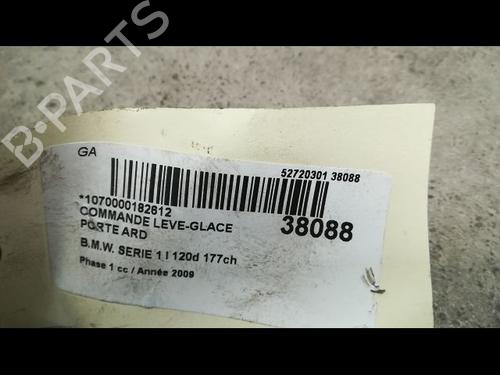 B-PARTS
GA
52720301 38088
*1070000182612
38088
COMMANDE LEVE-GLACE
PORTE ARD
B.M.W. SERIE 1 I 120d 177ch
Phase 1 cc / Année 2009